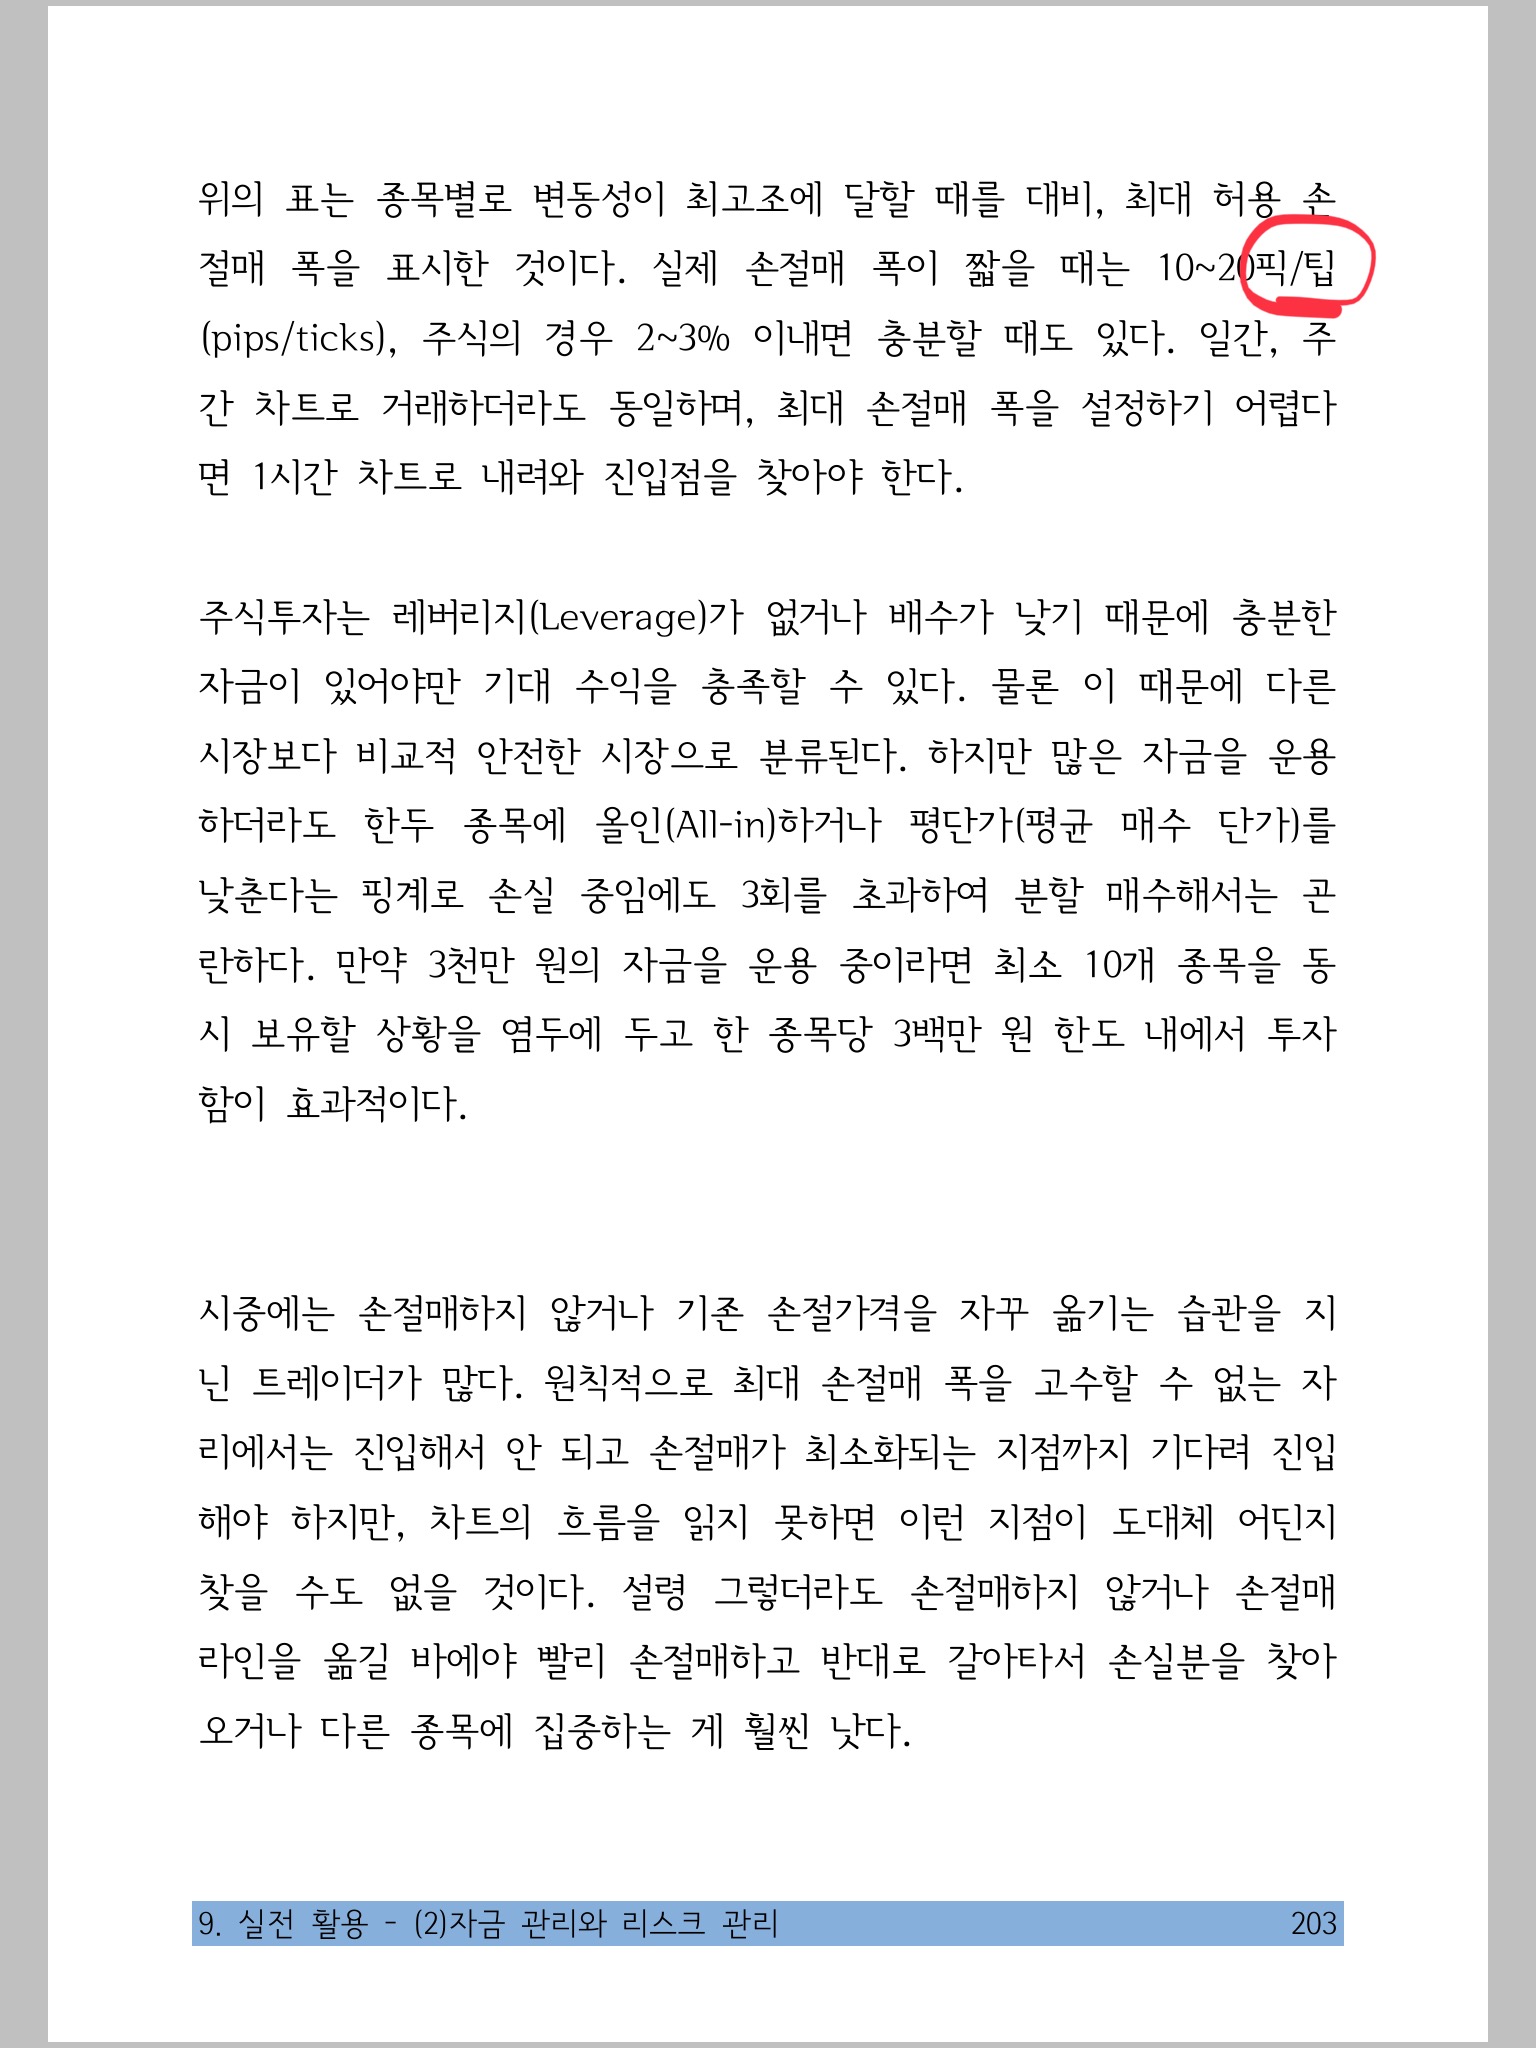 위의 표는 종목별로 변동성이 최고조에 달할 때를 대비, 최대 허용 손
절매 폭을 표시한 것이다. 실제 손절매 폭이 짧을 때는 10~20픽/팁
(pips/ticks), 주식의 경우 2~3% 이내면 충분할 때도 있다. 일간, 주
간 차트로 거래하더라도 동일하며, 최대 손절매 폭을 설정하기 어렵다
면 1시간 차트로 내려와 진입점을 찾아야 한다.
주식투자는 레버리지(Leverage)가 없거나 배수가 낮기 때문에 충분한
자금이 있어야만 기대 수익을 충족할 수 있다. 물론 이 때문에 다른
시장보다 비교적 안전한 시장으로 분류된다. 하지만 많은 자금을 운용
하더라도 한두 종목에 올인(All-in)하거나 평단가(평균 매수 단가)를
낮춘다는 핑계로 손실 중임에도 3회를 초과하여 분할 매수해서는 곤
란하다. 만약 3천만 원의 자금을 운용 중이라면 최소 10개 종목을 동
시 보유할 상황을 염두에 두고 한 종목당 3백만 원 한도 내에서 투자
함이 효과적이다.
시중에는 손절매하지 않거나 기존 손절가격을 자꾸 옮기는 습관을 지
닌 트레이더가 많다. 원칙적으로 최대 손절매 폭을 고수할 수 없는 자
리에서는 진입해서 안 되고 손절매가 최소화되는 지점까지 기다려 진입
해야 하지만, 차트의 흐름을 읽지 못하면 이런 지점이 도대체 어딘지
찾을 수도 없을 것이다. 설령 그렇더라도 손절매하지 않거나 손절매
라인을 옮길 바에야 빨리 손절매하고 반대로 갈아타서 손실분을 찾아
오거나 다른 종목에 집중하는 게 훨씬 낫다.
9. 실전 활용 - (2)자금 관리와 리스크 관리 203